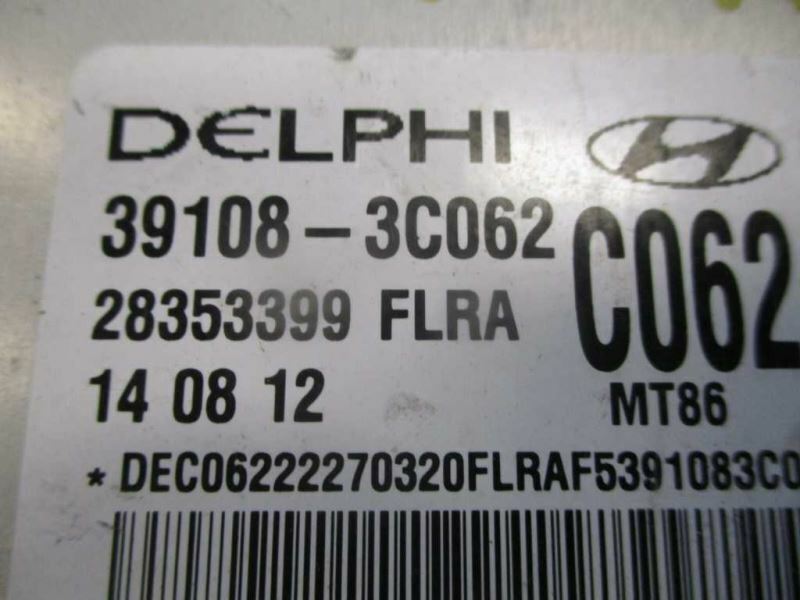 DELPHI
39108-3C062
C062
28353399 FLRA
14 08 12
MT86
*DEC06222270320FLRAF5391083C0